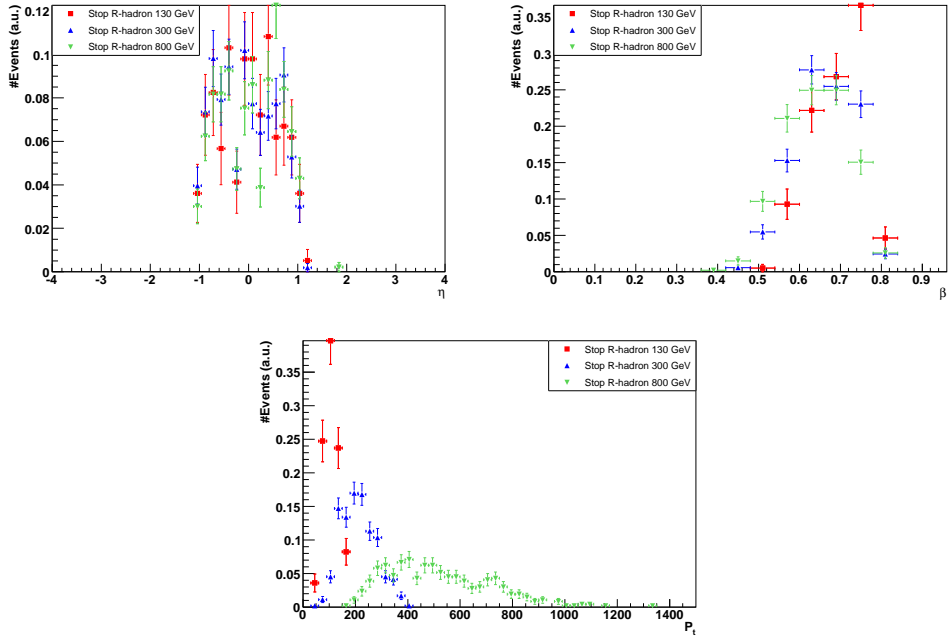 #Events (a.u.)
0.12
0.1
0.08
0.06
0.04
0.02
0
Stop R-hadron 130 GeV
Stop R-hadron 300 GeV
Stop R-hadron 800 GeV
-4 -3 -2 -1 0 1 2 3 4
η
#Events (a.u.)
0.35
0.3
0.25
0.2
0.15
0.1
0.05
0
Stop R-hadron 130 GeV
Stop R-hadron 300 GeV
Stop R-hadron 800 GeV
0 0.1 0.2 0.3 0.4 0.5 0.6 0.7 0.8 0.9
β
#Events (a.u.)
0.35
0.3
0.25
0.2
0.15
0.1
0.05
0
Stop R-hadron 130 GeV
Stop R-hadron 300 GeV
Stop R-hadron 800 GeV
0 200 400 600 800 1000 1200 1400
Pt